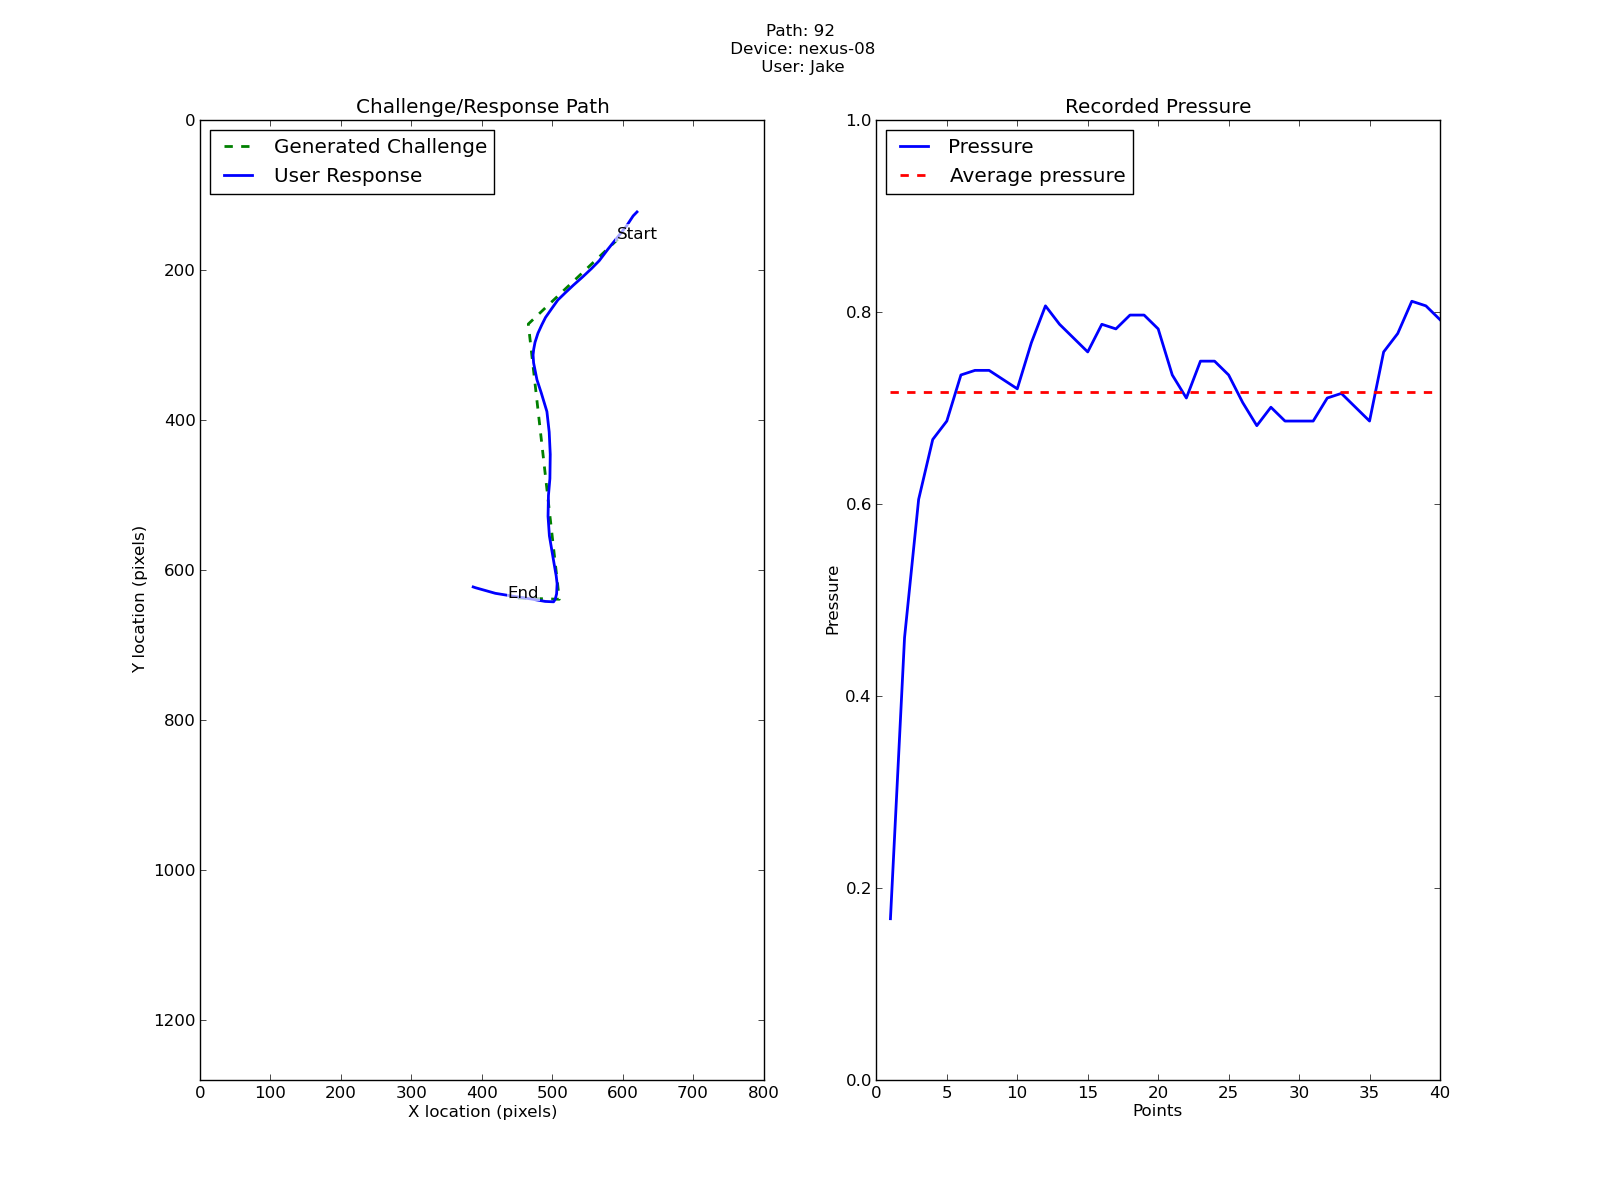 Path: 92
Device: nexus-08
User: Jake
Challenge/Response Path
Generated Challenge
User Response
Start
End
0
200
400
600
800
1000
1200
Y location (pixels)
0 100 200 300 400 500 600 700 800
X location (pixels)
Recorded Pressure
Pressure
Average pressure
1.0
0.8
0.6
0.4
0.2
0.0
Pressure
0 5 10 15 20 25 30 35 40
Points